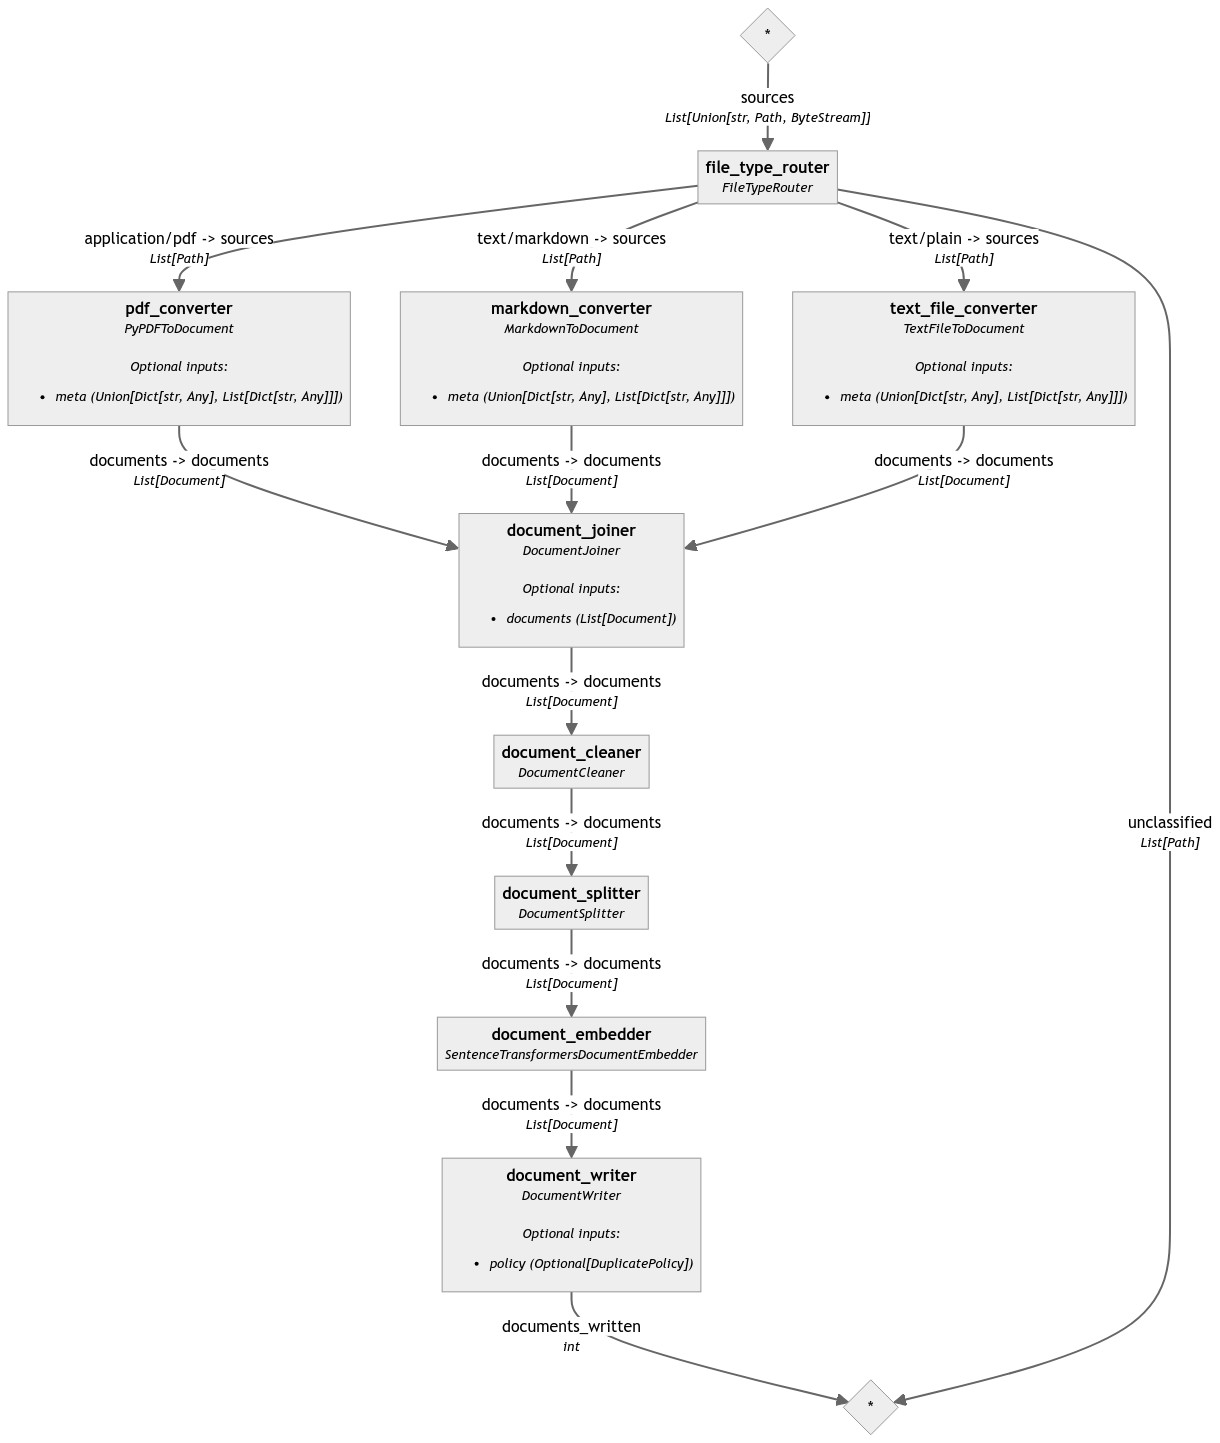 *
sources
List[Union[str, Path, ByteStream]]
file_type_router
FileTypeRouter
application/pdf -> sources
List[Path]
text/markdown -> sources
List[Path]
text/plain -> sources
List[Path]
pdf_converter
PyPDFToDocument
Optional inputs:
• meta (Union[Dict[str, Any], List[Dict[str, Any]]])
markdown_converter
MarkdownToDocument
Optional inputs:
• meta (Union[Dict[str, Any], List[Dict[str, Any]]])
text_file_converter
TextFileToDocument
Optional inputs:
• meta (Union[Dict[str, Any], List[Dict[str, Any]]])
documents -> documents
List[Document]
documents -> documents
List[Document]
documents -> documents
List[Document]
document_joiner
DocumentJoiner
Optional inputs:
• documents (List[Document])
documents -> documents
List[Document]
document_cleaner
DocumentCleaner
documents -> documents
List[Document]
unclassified
List[Path]
document_splitter
DocumentSplitter
documents -> documents
List[Document]
document_embedder
SentenceTransformersDocumentEmbedder
documents -> documents
List[Document]
document_writer
DocumentWriter
Optional inputs:
• policy (Optional[DuplicatePolicy])
documents_written
int
*